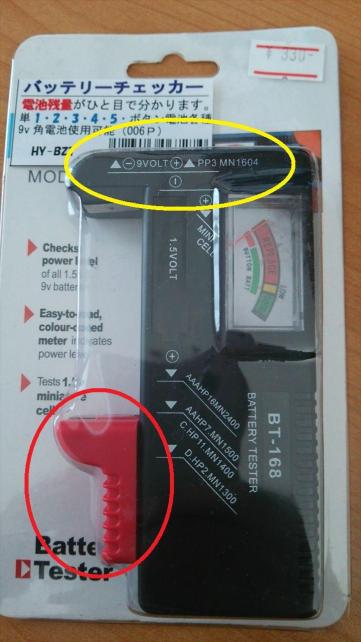 ¥ 330-
バッテリーチェッカー
電池残量がひと目で分かります。
単1・2・3・4・5・ボタン電池各種
9v 角電池使用可能（006P）
HY-BZ
MOD
9VOLT PP3 MN1604
MINI
CELL
1.5VOLT
REPLACE
LOW
BUTTON BAT
Checks
power level
of all 1.5
9v batter
Easy-to-read,
colour-coded
meter indicates
power leve
Tests 1.
miniature
cell
AAAHP16MN2400
AAHP7.MN1500
C.HP11.MN1400
D.HP2.MN1300
BT-168
BATTERY TESTER
Batte
Tester